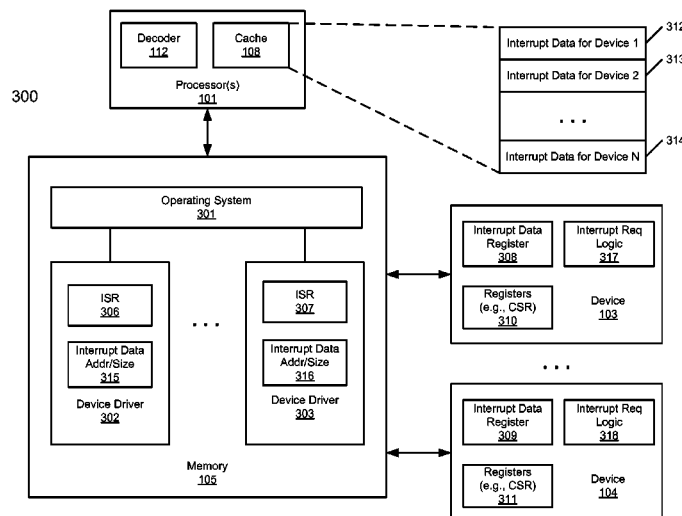 300
Decoder
112
Cache
108
Processor(s)
101
Interrupt Data for Device 1
312
Interrupt Data for Device 2
313
...
Interrupt Data for Device N
314
Operating System
301
ISR
306
Interrupt Data
Addr/Size
315
Device Driver
302
...
ISR
307
Interrupt Data
Addr/Size
316
Device Driver
303
Memory
105
Interrupt Data
Register
308
Interrupt Req
Logic
317
Registers
(e.g., CSR)
310
Device
103
...
Interrupt Data
Register
309
Interrupt Req
Logic
318
Registers
(e.g., CSR)
311
Device
104